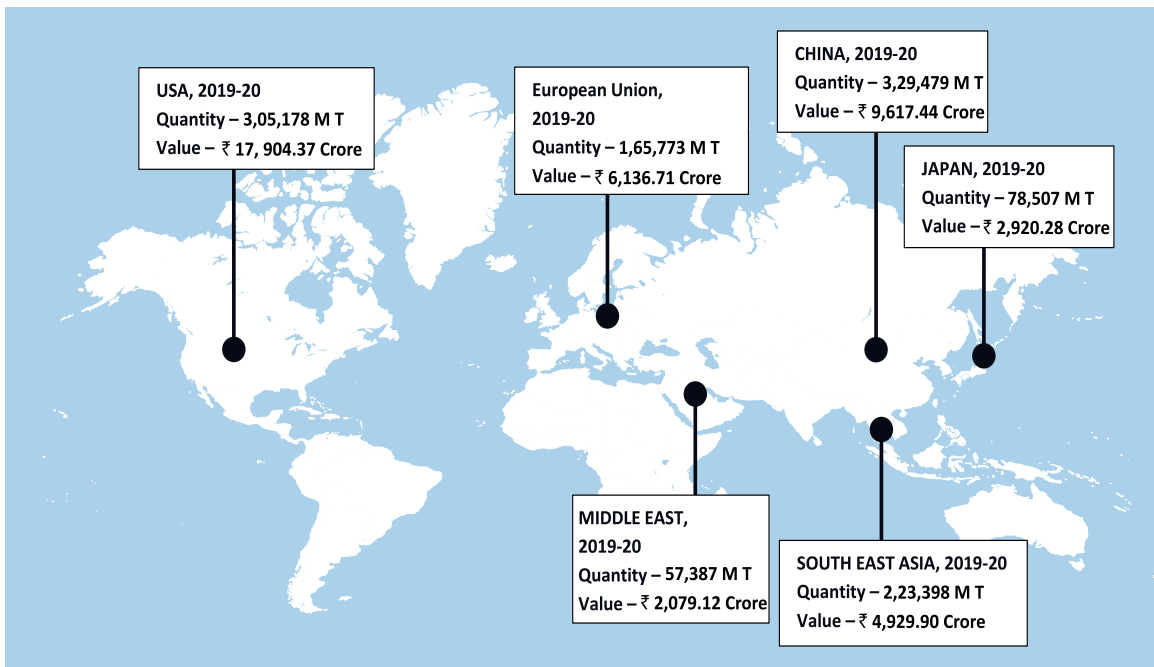 USA, 2019-20
Quantity – 3,05,178 M T
Value – ₹ 17, 904.37 Crore
European Union,
2019-20
Quantity – 1,65,773 M T
Value – ₹ 6,136.71 Crore
CHINA, 2019-20
Quantity – 3,29,479 M T
Value – ₹ 9,617.44 Crore
JAPAN, 2019-20
Quantity – 78,507 M T
Value – ₹ 2,920.28 Crore
MIDDLE EAST,
2019-20
Quantity – 57,387 M T
Value – ₹ 2,079.12 Crore
SOUTH EAST ASIA, 2019-20
Quantity – 2,23,398 M T
Value – ₹ 4,929.90 Crore